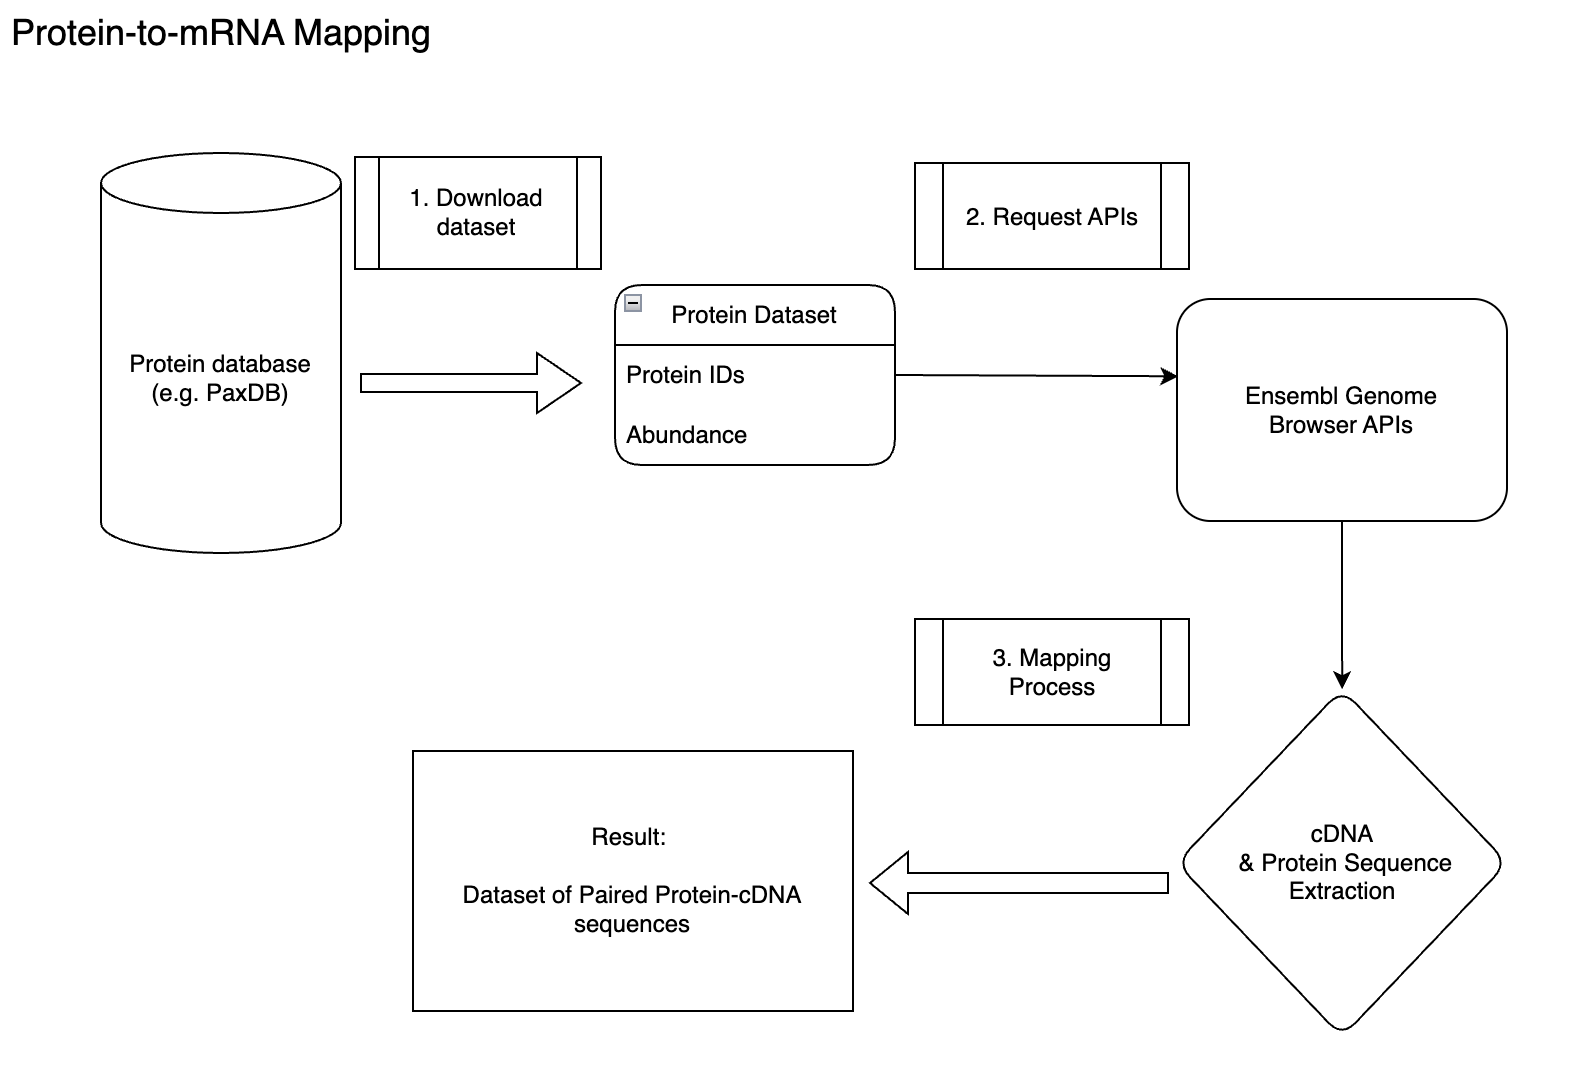 Protein-to-mRNA Mapping
1. Download
dataset
2. Request APIs
Protein database
(e.g. PaxDB)
Protein Dataset
Protein IDs
Abundance
Ensembl Genome
Browser APIs
3. Mapping
Process
cDNA
& Protein Sequence
Extraction
Result:
Dataset of Paired Protein-cDNA
sequences